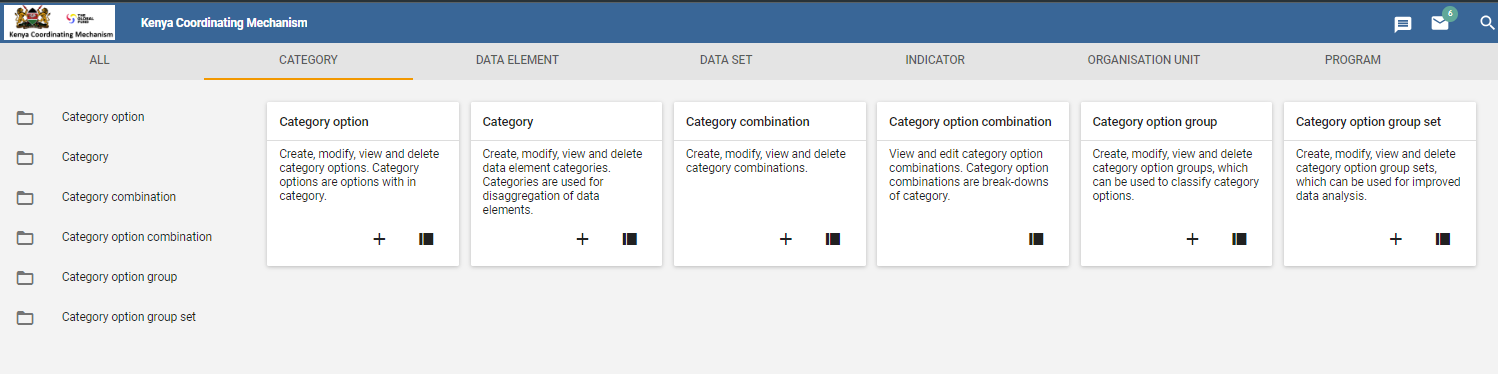 THE GLOBAL FUND
Kenya Coordinating Mechanism
Kenya Coordinating Mechanism
6
ALL
CATEGORY
DATA ELEMENT
DATA SET
INDICATOR
ORGANISATION UNIT
PROGRAM
Category option
Category
Category combination
Category option combination
Category option group
Category option group set
Category option
Create, modify, view and delete
category options. Category
options are options with in
category.
Category
Create, modify, view and delete
data element categories.
Categories are used for
disaggregation of data
elements.
Category combination
Create, modify, view and delete
category combinations.
Category option combination
View and edit category option
combinations. Category option
combinations are break-downs
of category.
Category option group
Create, modify, view and delete
category option groups, which
can be used to classify category
options.
Category option group set
Create, modify, view and delete
category option group sets,
which can be used for improved
data analysis.